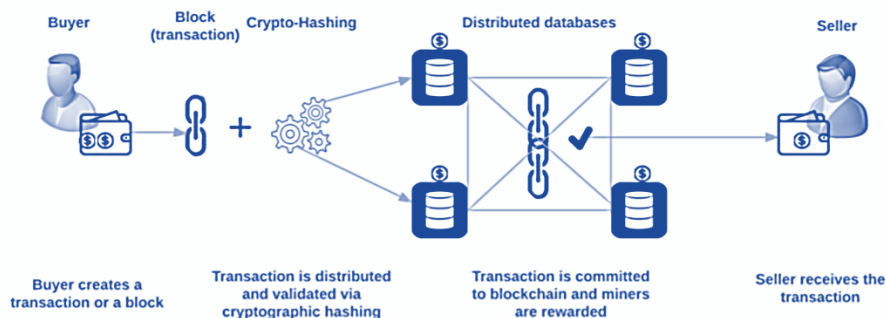 Buyer
Block
(transaction)
Crypto-Hashing
Distributed databases
Seller
Buyer creates a
transaction or a block
Transaction is distributed
and validated via
cryptographic hashing
Transaction is committed
to blockchain and miners
are rewarded
Seller receives the
transaction